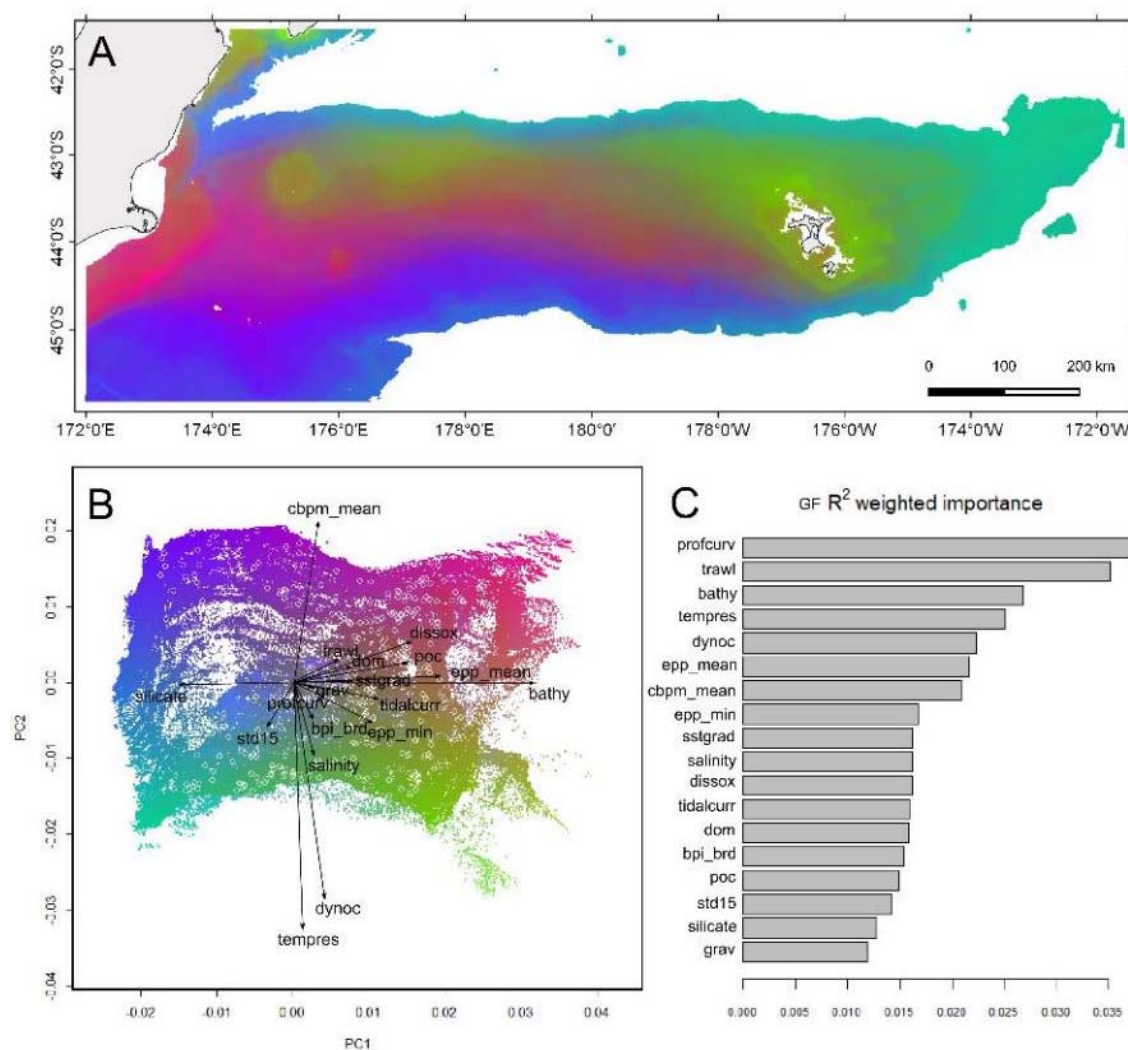 A
42°S
43°S
44°S
45°S
0 100 200 km
172°0'E 174°0'E 176°0'E 178°0'E 180°0' 178°0'W 176°0'W 174°0'W 172°0'W
B
cbpm_mean
dissox
trawl
dom
poc
sstgrad
epp_mean
silicate
grav
bathy
profcurv
tidalcurr
std15
bpi_brd
epp_min
salinity
dynoc
tempres
0.02
0.01
0.00
-0.01
-0.02
-0.03
-0.04
PC2
-0.02 -0.01 0.00 0.01 0.02 0.03 0.04
PC1
C
GF R² weighted importance
profcurv
trawl
bathy
tempres
dynoc
epp_mean
cbpm_mean
epp_min
sstgrad
salinity
dissox
tidalcurr
dom
bpi_brd
poc
std15
silicate
grav
0.000 0.005 0.010 0.015 0.020 0.025 0.030 0.035